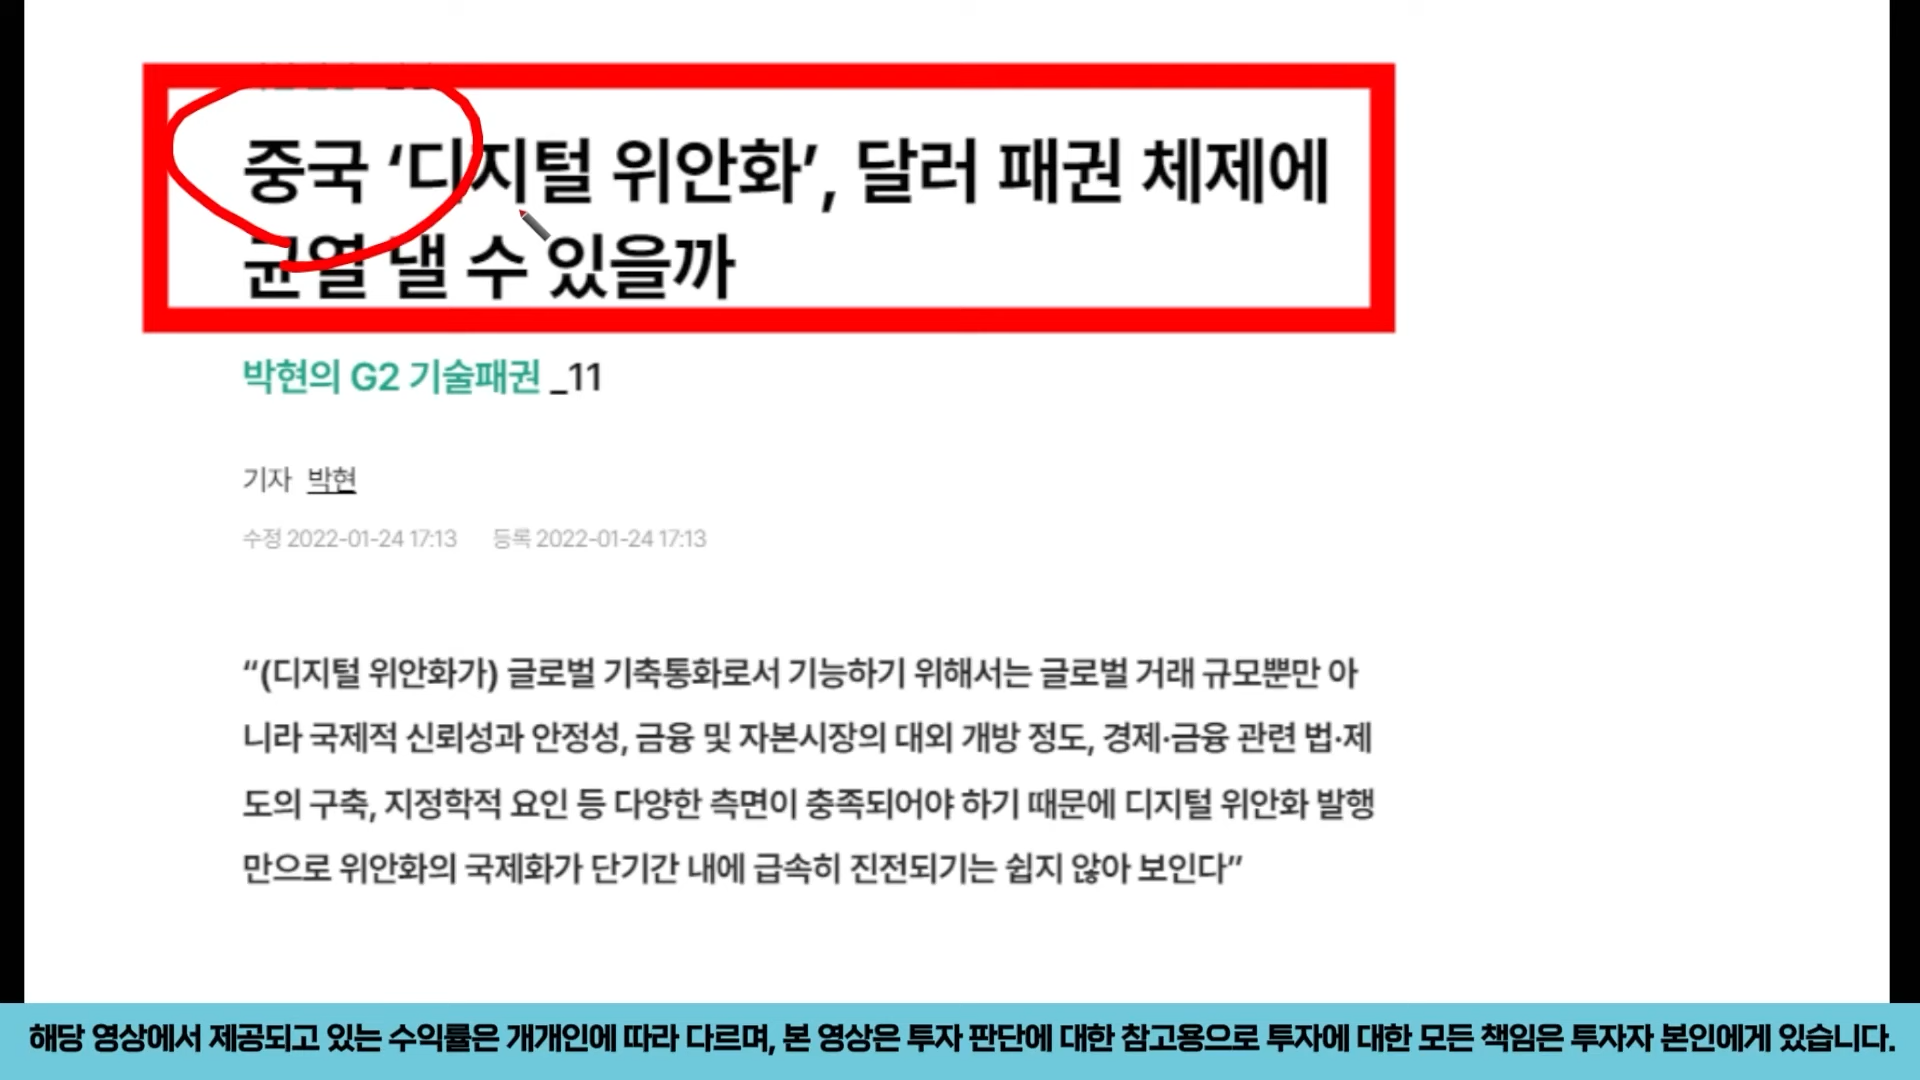 중국 ‘디지털 위안화’, 달러 패권 체제에
균열 낼 수 있을까
박현의 G2 기술패권 _11
기자 박현
수정 2022-01-24 17:13 등록 2022-01-24 17:13
“(디지털 위안화가) 글로벌 기축통화로서 기능하기 위해서는 글로벌 거래 규모뿐만 아
니라 국제적 신뢰성과 안정성, 금융 및 자본시장의 대외 개방 정도, 경제·금융 관련 법·제
도의 구축, 지정학적 요인 등 다양한 측면이 충족되어야 하기 때문에 디지털 위안화 발행
만으로 위안화의 국제화가 단기간 내에 급속히 진전되기는 쉽지 않아 보인다”
해당 영상에서 제공되고 있는 수익률은 개개인에 따라 다르며, 본 영상은 투자 판단에 대한 참고용으로 투자에 대한 모든 책임은 투자자 본인에게 있습니다.